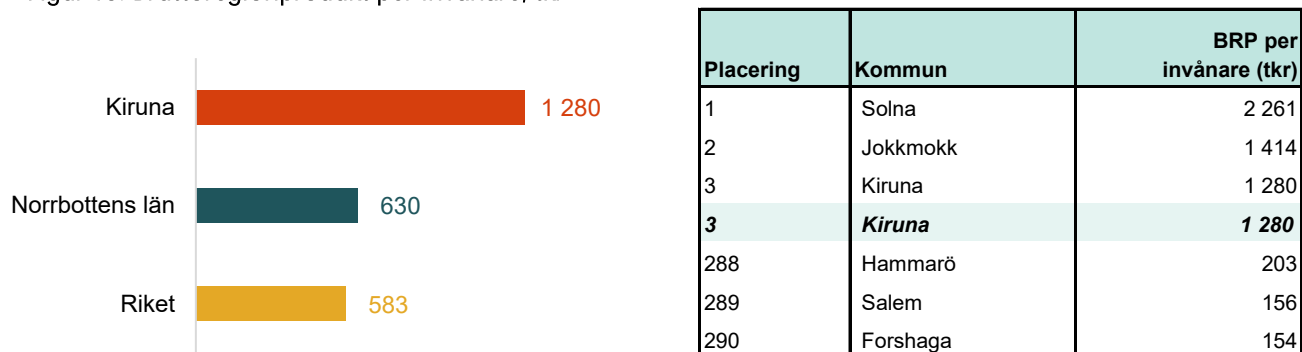 Kiruna 1 280
Norrbottens län 630
Riket 583
Placering Kommun BRP per invånare (tkr)
1 Solna 2 261
2 Jokkmokk 1 414
3 Kiruna 1 280
3 Kiruna 1 280
288 Hammarö 203
289 Salem 156
290 Forshaga 154